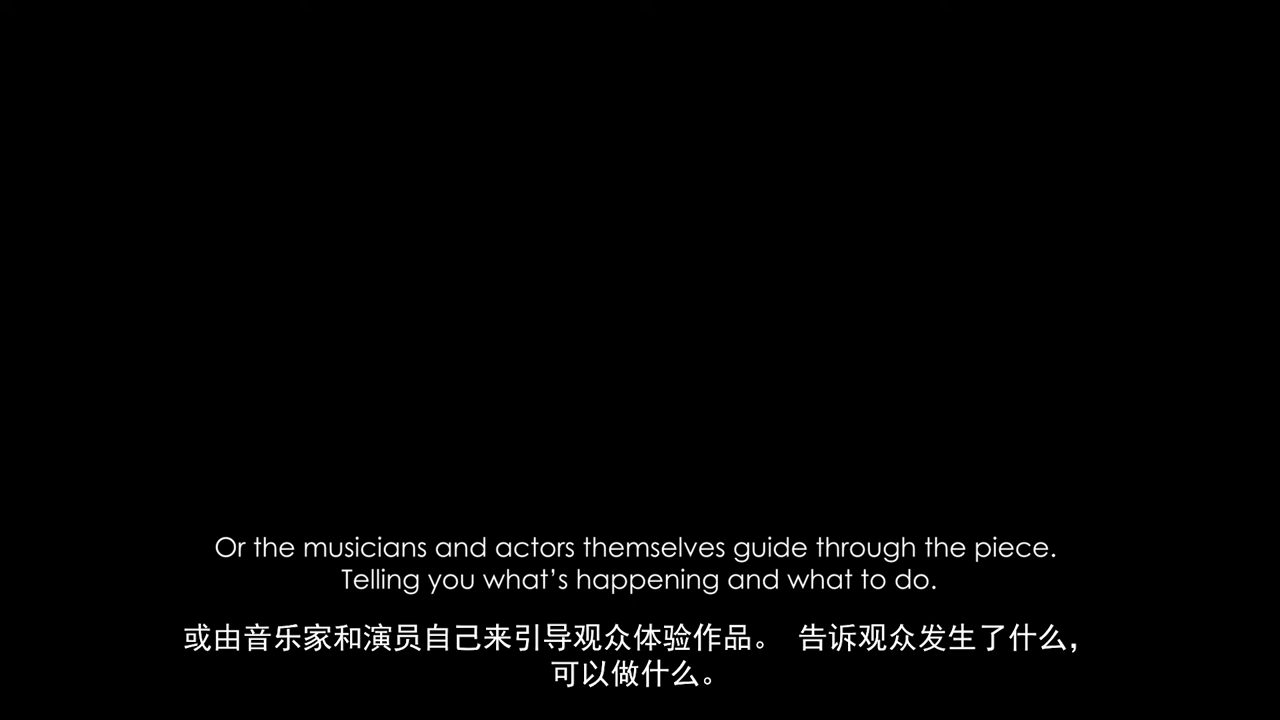 Or the musicians and actors themselves guide through the piece.
Telling you what’s happening and what to do.
或由音乐家和演员自己来引导观众体验作品。 告诉观众发生了什么，
可以做什么。